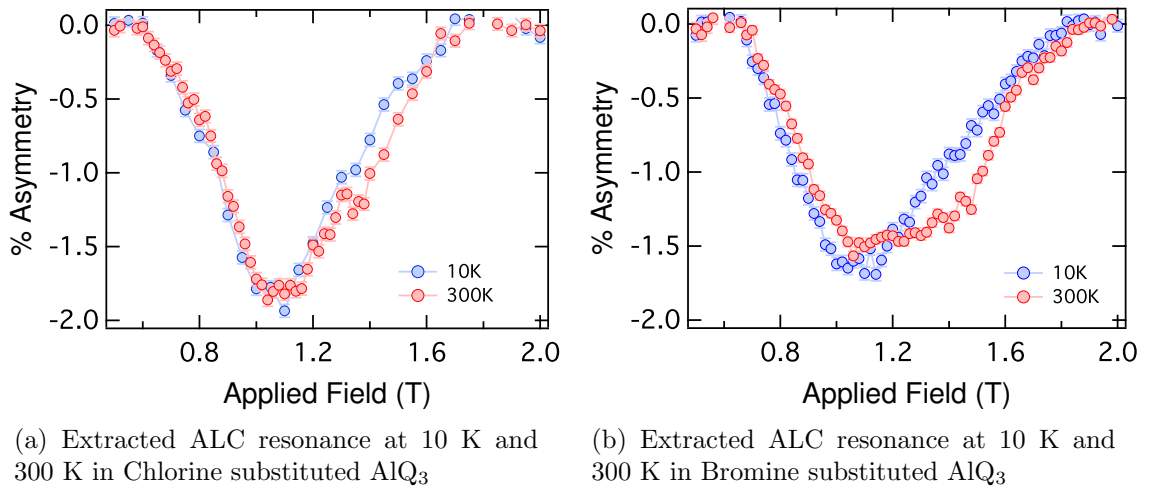 0.0
-0.5
-1.0
-1.5
-2.0
% Asymmetry
10K
300K
0.8
1.2
1.6
2.0
Applied Field (T)
0.0
-0.5
-1.0
-1.5
-2.0
% Asymmetry
10K
300K
0.8
1.2
1.6
2.0
Applied Field (T)
(a) Extracted ALC resonance at 10 K and
300 K in Chlorine substituted AlQ₃
(b) Extracted ALC resonance at 10 K and
300 K in Bromine substituted AlQ₃